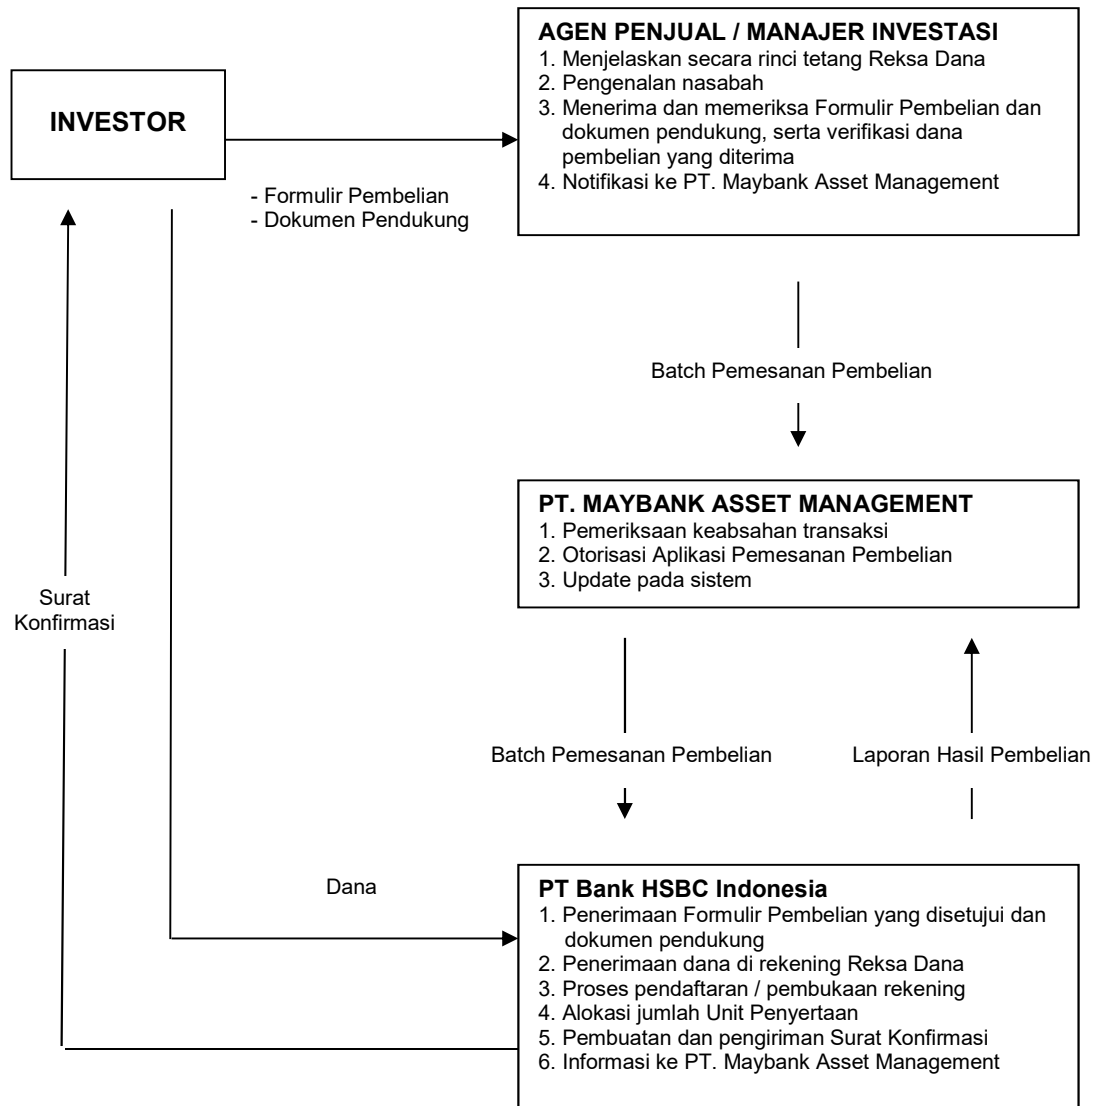 AGEN PENJUAL / MANAJER INVESTASI
1. Menjelaskan secara rinci tetang Reksa Dana
2. Pengenalan nasabah
3. Menerima dan memeriksa Formulir Pembelian dan
dokumen pendukung, serta verifikasi dana
pembelian yang diterima
4. Notifikasi ke PT. Maybank Asset Management
INVESTOR
- Formulir Pembelian
- Dokumen Pendukung
Batch Pemesanan Pembelian
PT. MAYBANK ASSET MANAGEMENT
1. Pemeriksaan keabsahan transaksi
2. Otorisasi Aplikasi Pemesanan Pembelian
3. Update pada sistem
Surat
Konfirmasi
Batch Pemesanan Pembelian
Laporan Hasil Pembelian
Dana
PT Bank HSBC Indonesia
1. Penerimaan Formulir Pembelian yang disetujui dan
dokumen pendukung
2. Penerimaan dana di rekening Reksa Dana
3. Proses pendaftaran / pembukaan rekening
4. Alokasi jumlah Unit Penyertaan
5. Pembuatan dan pengiriman Surat Konfirmasi
6. Informasi ke PT. Maybank Asset Management